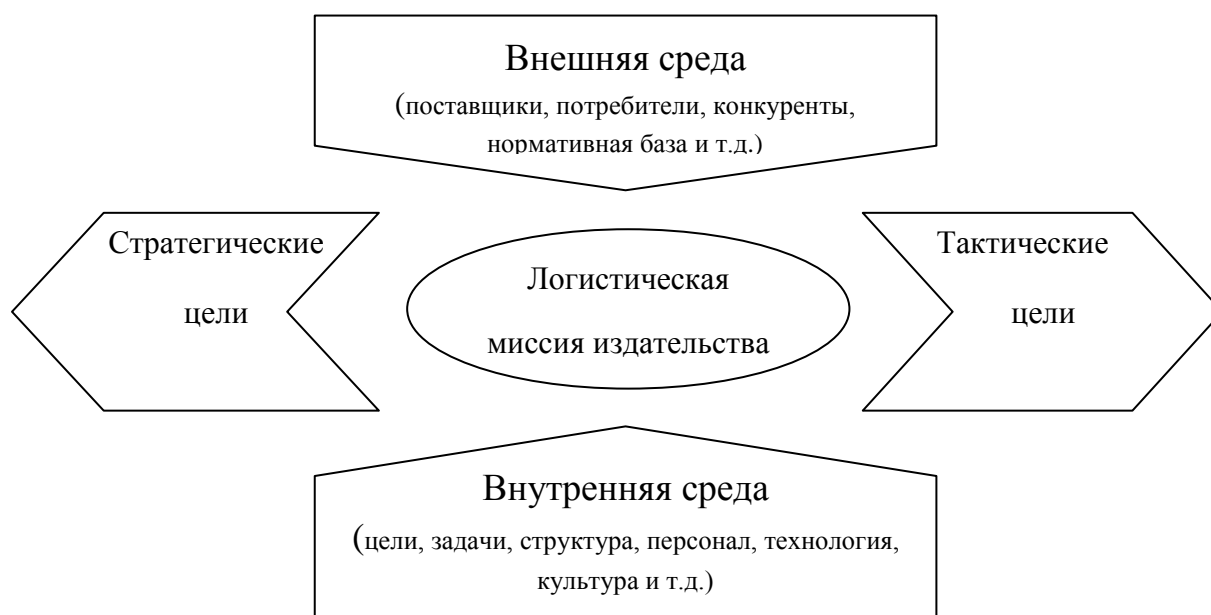 Внешняя среда
(поставщики, потребители, конкуренты,
нормативная база и т.д.)
Стратегические
цели
Логистическая
миссия издательства
Тактические
цели
Внутренняя среда
(цели, задачи, структура, персонал, технология,
культура и т.д.)